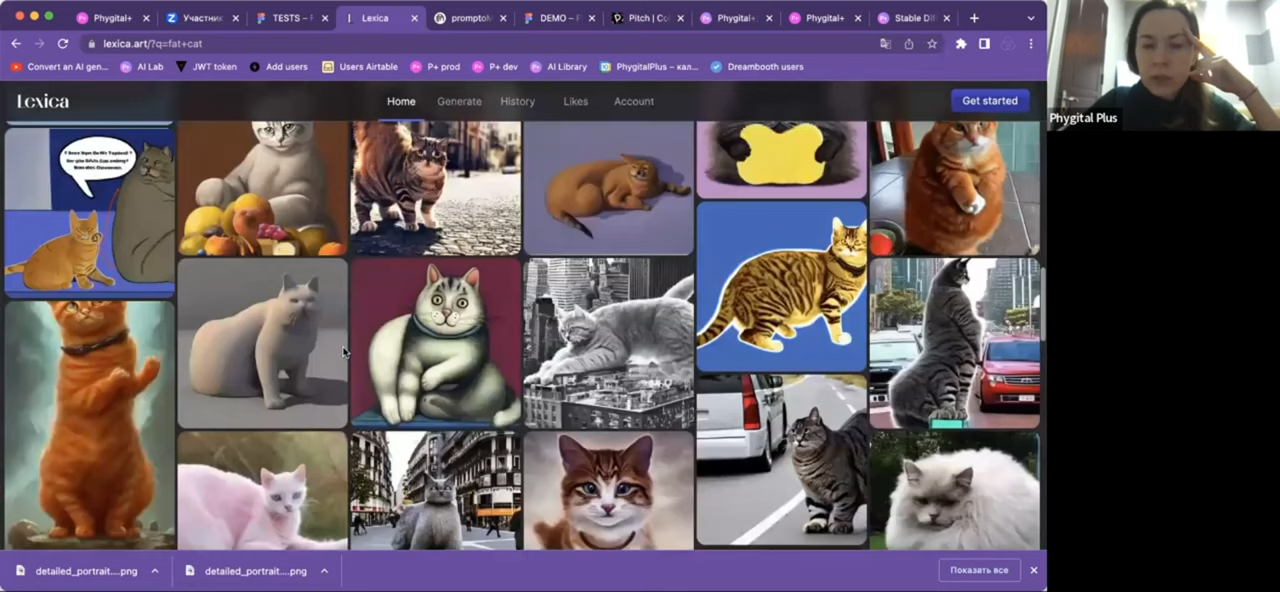 Phygital+
Участник
TESTS – F
Lexica
prompto
DEMO – F
Pitch | Co
Phygital+
Phygital+
Stable Dif
lexica.art/?q=fat+cat
Convert an AI gen...
AI Lab
JWT token
Add users
Users Airtable
P+ prod
P+ dev
AI Library
PhygitalPlus – кал...
Dreambooth users
Lexica
Home
Generate
History
Likes
Account
Get started
Phygital Plus
detailed_portrait....png
detailed_portrait....png
Показать все